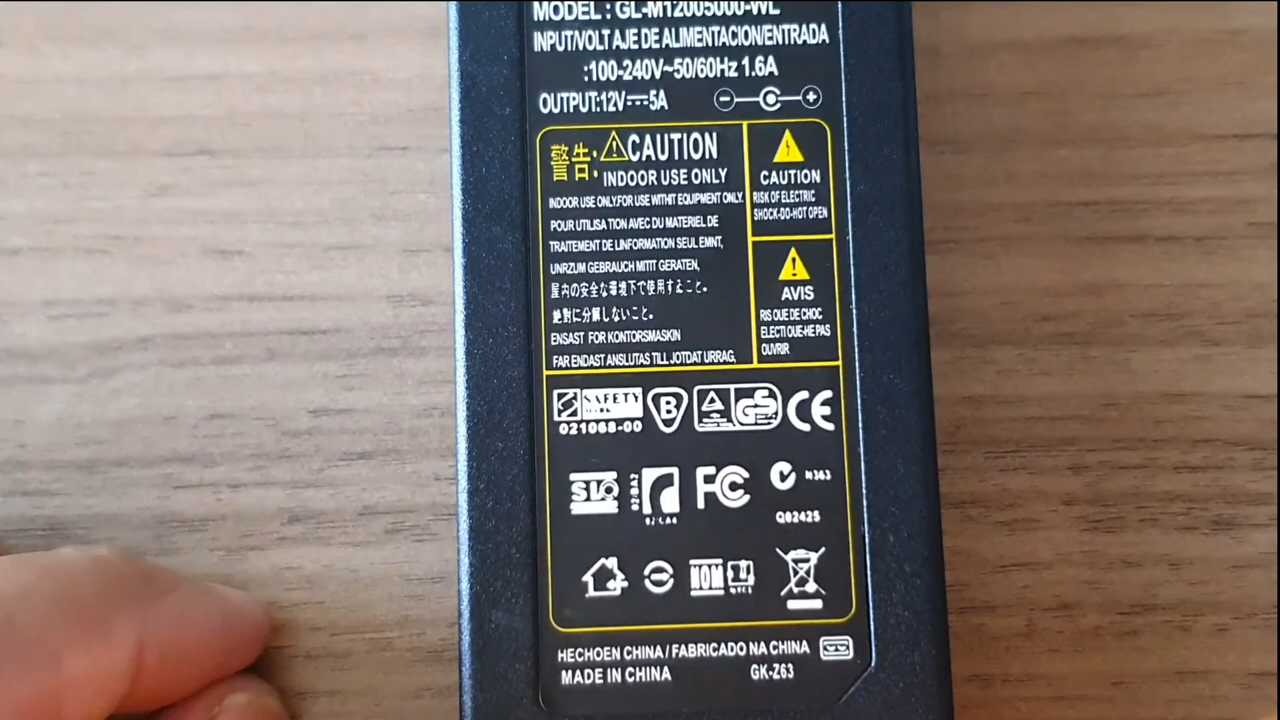 MODEL : GL-M12005000-WL
INPUT/VOLT AJE DE ALIMENTACION/ENTRADA
:100-240V~50/60Hz 1.6A
OUTPUT:12V⎓5A
警告: CAUTION
INDOOR USE ONLY
INDOOR USE ONLY.FOR USE WITHIT EQUIPMENT ONLY.
POUR UTILISA TION AVEC DU MATERIEL DE
TRAITEMENT DE LINFORMATION SEUL EMNT,
UNRZUM GEBRAUCH MITIT GERATEN,
屋内の安全な環境下で使用すえこと。
絶對に分解しないこと。
ENSAST FOR KONTORSMASKIN
FAR ENDAST ANSLUTAS TILL JOTDAT URRAG,
CAUTION
RISK OF ELECTRIC
SHOCK-DO-HOT OPEN
AVIS
RIS QUE DE CHOC
ELECTI OUE-HE PAS
OUVRIR
SAFETY
021068-00
B
GS
CE
FC
N363
Q82425
NOM
HECHOEN CHINA / FABRICADO NA CHINA
MADE IN CHINA
GK-Z63